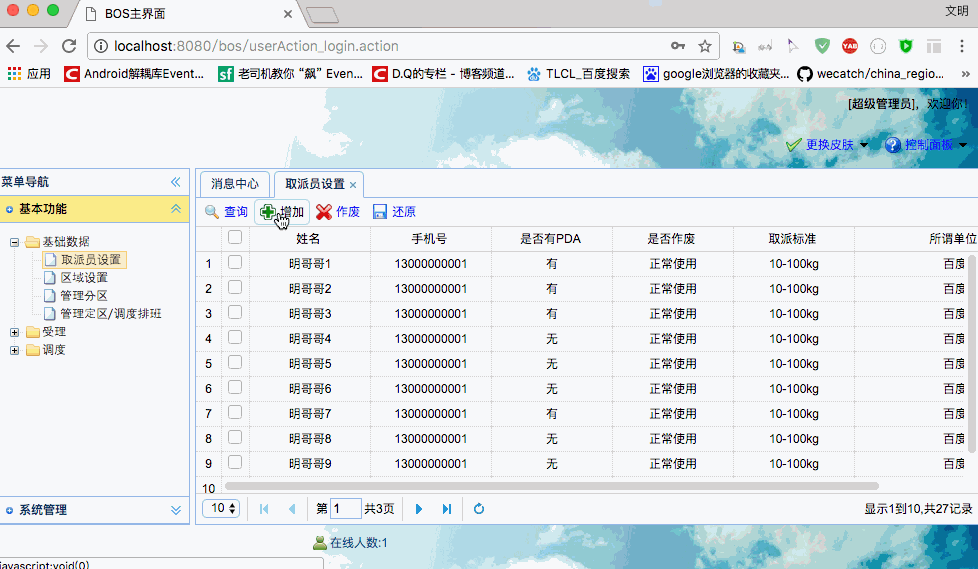 BOS主界面
文明
localhost:8080/bos/userAction_login.action
应用 Android解耦库Event... 老司机教你“飙”Even... D.Q的专栏 - 博客频道... TLCL_百度搜索 google浏览器的收藏夹... wecatch/china_regio... »
[超级管理员]，欢迎你！
更换皮肤 控制面板
菜单导航
基本功能
基础数据
取派员设置
区域设置
管理分区
管理定区/调度排班
受理
调度
系统管理
消息中心 取派员设置
查询 增加 作废 还原
姓名 手机号 是否有PDA 是否作废 取派标准 所谓单位
1 明哥哥1 13000000001 有 正常使用 10-100kg 百度
2 明哥哥2 13000000001 有 正常使用 10-100kg 百度
3 明哥哥3 13000000001 有 正常使用 10-100kg 百度
4 明哥哥4 13000000001 无 正常使用 10-100kg 百度
5 明哥哥5 13000000001 无 正常使用 10-100kg 百度
6 明哥哥6 13000000001 无 正常使用 10-100kg 百度
7 明哥哥7 13000000001 有 正常使用 10-100kg 百度
8 明哥哥8 13000000001 无 正常使用 10-100kg 百度
9 明哥哥9 13000000001 无 正常使用 10-100kg 百度
10
10 第 1 共3页 显示1到10,共27记录
在线人数:1
javascript:void(0)